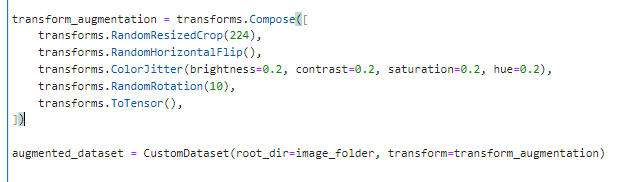 transform_augmentation = transforms.Compose([
    transforms.RandomResizedCrop(224),
    transforms.RandomHorizontalFlip(),
    transforms.ColorJitter(brightness=0.2, contrast=0.2, saturation=0.2, hue=0.2),
    transforms.RandomRotation(10),
    transforms.ToTensor(),
])
augmented_dataset = CustomDataset(root_dir=image_folder, transform=transform_augmentation)